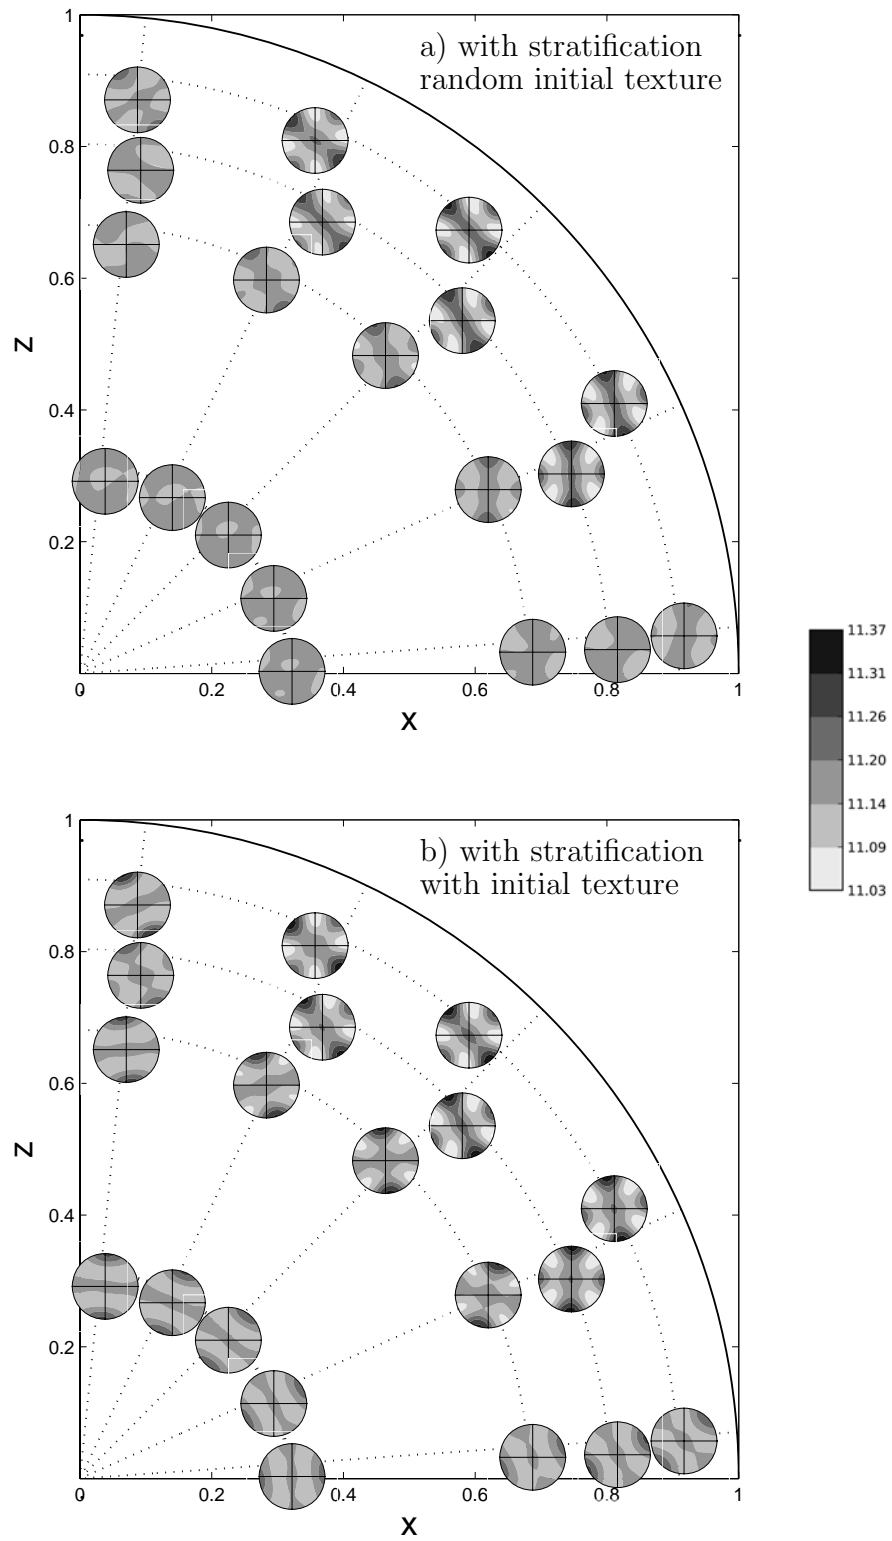 a) with stratification
random initial texture
1
0.8
0.6
0.4
0.2
z
0 0.2 0.4 0.6 0.8 1
x
11.37
11.31
11.26
11.20
11.14
11.09
11.03
b) with stratification
with initial texture
1
0.8
0.6
0.4
0.2
z
0 0.2 0.4 0.6 0.8 1
x